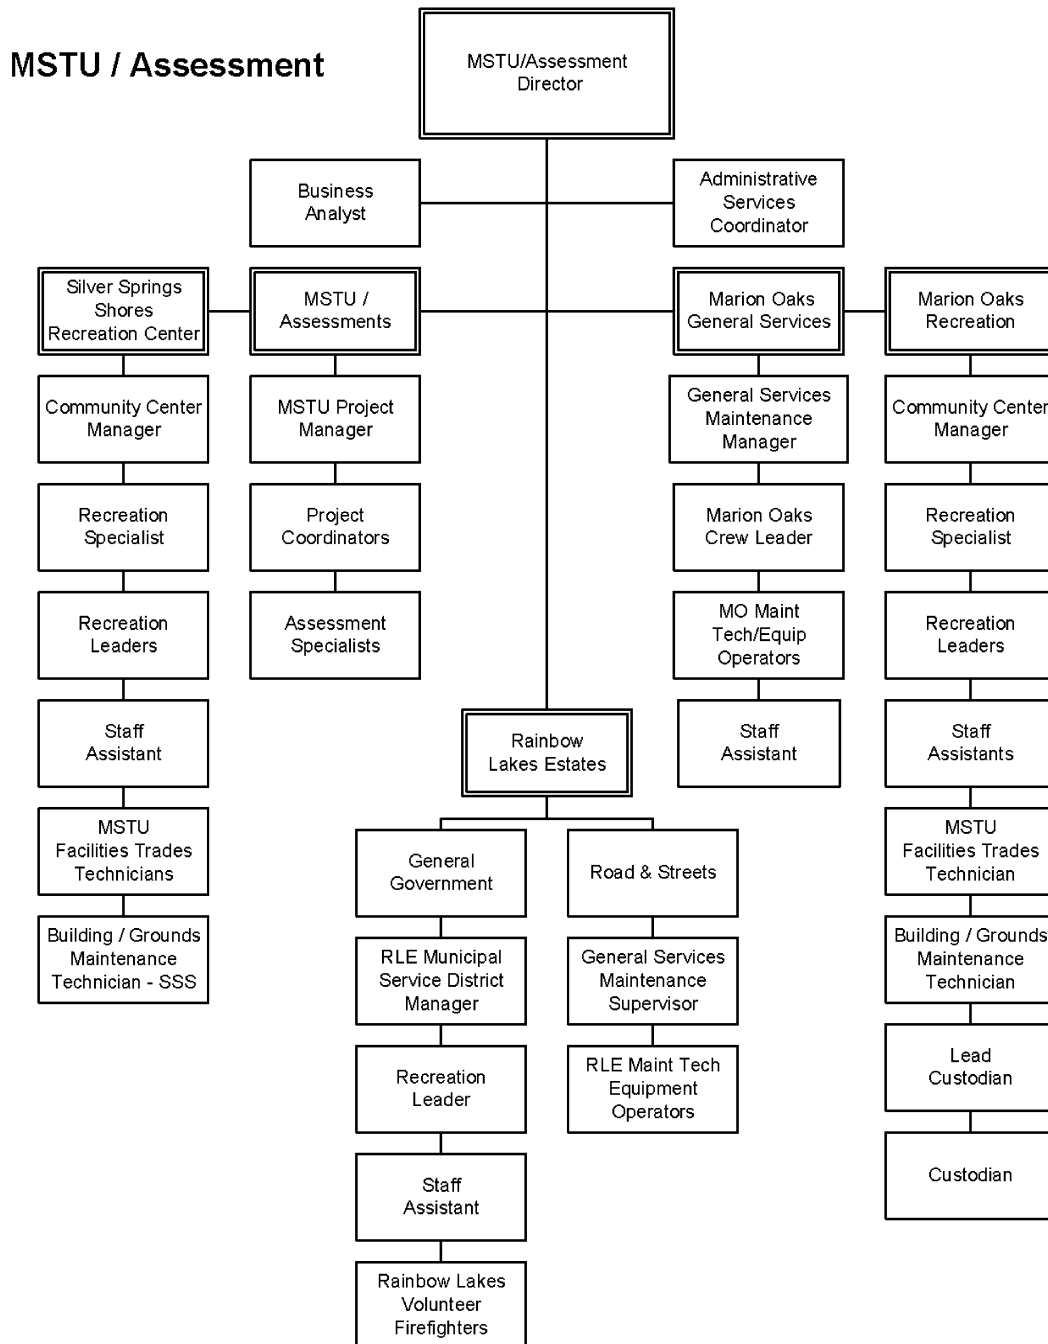 MSTU / Assessment
MSTU/Assessment
Director
Business
Analyst
Administrative
Services
Coordinator
Silver Springs
Shores
Recreation Center
MSTU /
Assessments
Marion Oaks
General Services
Marion Oaks
Recreation
Community Center
Manager
MSTU Project
Manager
General Services
Maintenance
Manager
Community Center
Manager
Recreation
Specialist
Project
Coordinators
Marion Oaks
Crew Leader
Recreation
Specialist
Recreation
Leaders
Assessment
Specialists
MO Maint
Tech/Equip
Operators
Recreation
Leaders
Staff
Assistant
Rainbow
Lakes Estates
Staff
Assistant
Staff
Assistants
MSTU
Facilities Trades
Technicians
General
Government
Road & Streets
MSTU
Facilities Trades
Technician
Building / Grounds
Maintenance
Technician - SSS
RLE Municipal
Service District
Manager
General Services
Maintenance
Supervisor
Building / Grounds
Maintenance
Technician
Recreation
Leader
RLE Maint Tech
Equipment
Operators
Lead
Custodian
Staff
Assistant
Custodian
Rainbow Lakes
Volunteer
Firefighters